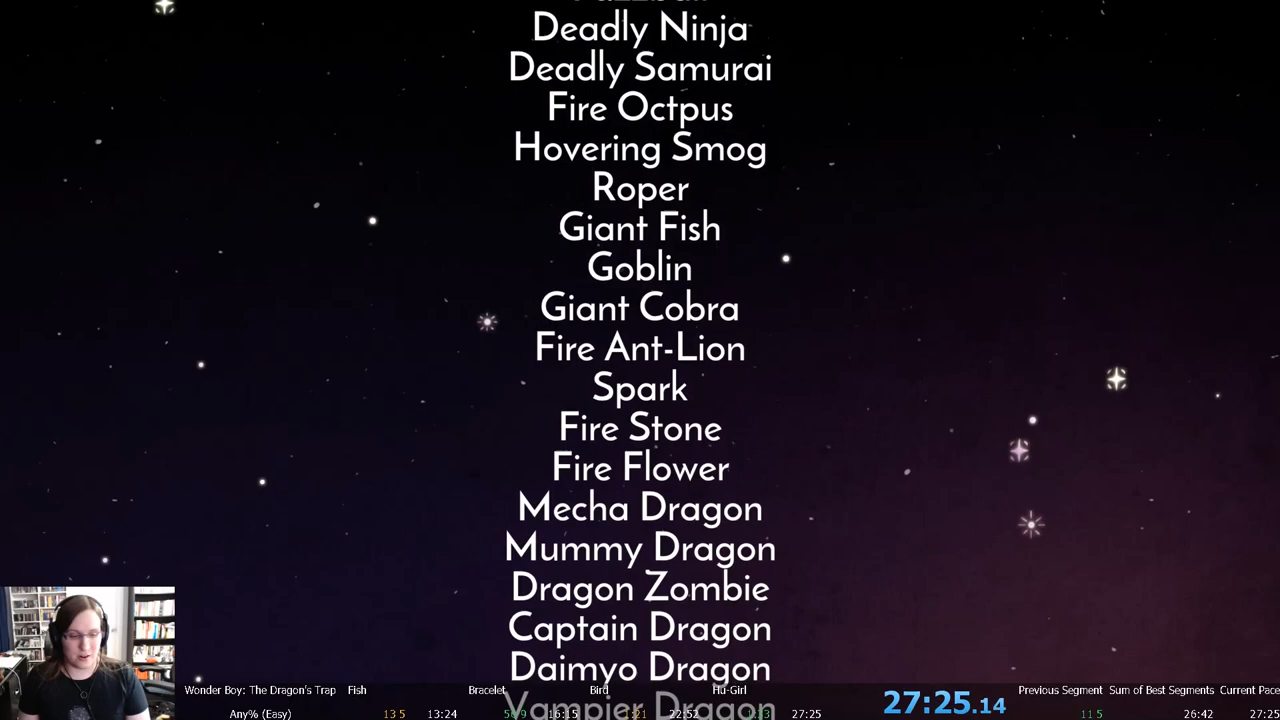 Deadly Ninja
Deadly Samurai
Fire Octpus
Hovering Smog
Roper
Giant Fish
Goblin
Giant Cobra
Fire Ant-Lion
Spark
Fire Stone
Fire Flower
Mecha Dragon
Mummy Dragon
Dragon Zombie
Captain Dragon
Daimyo Dragon
Vampier Dragon
Wonder Boy: The Dragon's Trap Fish Bracelet Bird Hu-Girl 27:25.14 Previous Segment Sum of Best Segments Current Pace
Any% (Easy) 13:24 16:15 22:52 27:25 11 5 26:42 27:25